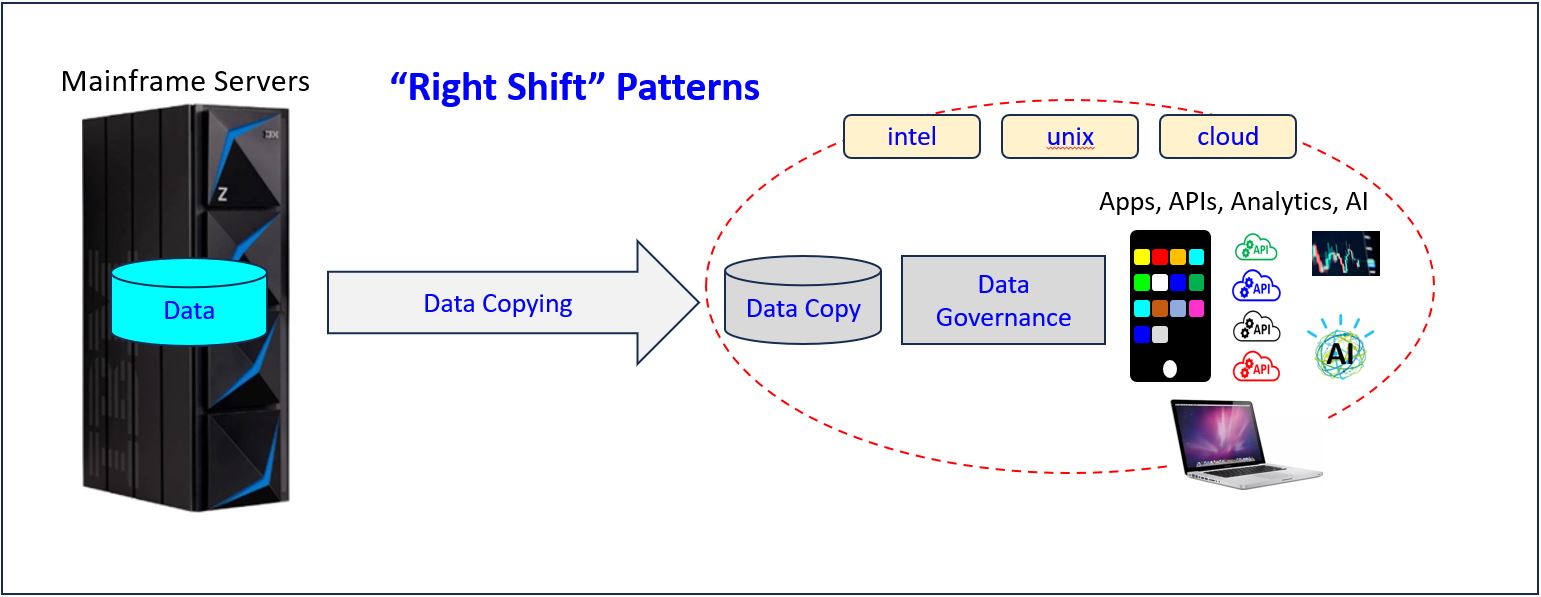 Mainframe Servers
“Right Shift” Patterns
IBM
Z
Data
Data Copying
intel
unix
cloud
Apps, APIs, Analytics, AI
Data Copy
Data
Governance
API
API
API
API
AI